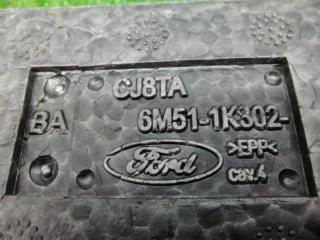 CJ8TA
BA 6M51-1K302-
Ford >EPP<
cav.4